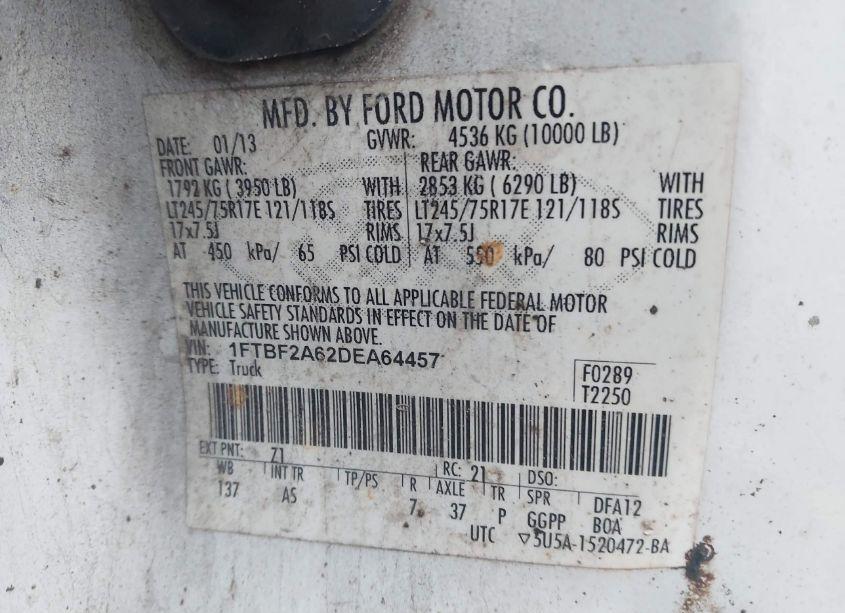 MFD. BY FORD MOTOR CO.
DATE: 01/13 GVWR: 4536 KG (10000 LB)
FRONT GAWR: REAR GAWR:
1792 KG ( 3950 LB) WITH 2853 KG ( 6290 LB) WITH
LT245/75R17E 121/118S TIRES LT245/75R17E 121/118S TIRES
17x7.5J RIMS 17x7.5J RIMS
AT 450 kPa/ 65 PSI COLD AT 550 kPa/ 80 PSI COLD
THIS VEHICLE CONFORMS TO ALL APPLICABLE FEDERAL MOTOR
VEHICLE SAFETY STANDARDS IN EFFECT ON THE DATE OF
MANUFACTURE SHOWN ABOVE.
VIN: 1FTBF2A62DEA64457
TYPE: Truck
F0289
T2250
EXT PNT: Z1 RC: 21 DSO:
WB INT TR TP/PS R AXLE TR SPR DFA12
137 AS 7 37 P GGPP BOA
UTC ▽5U5A-1520472-BA